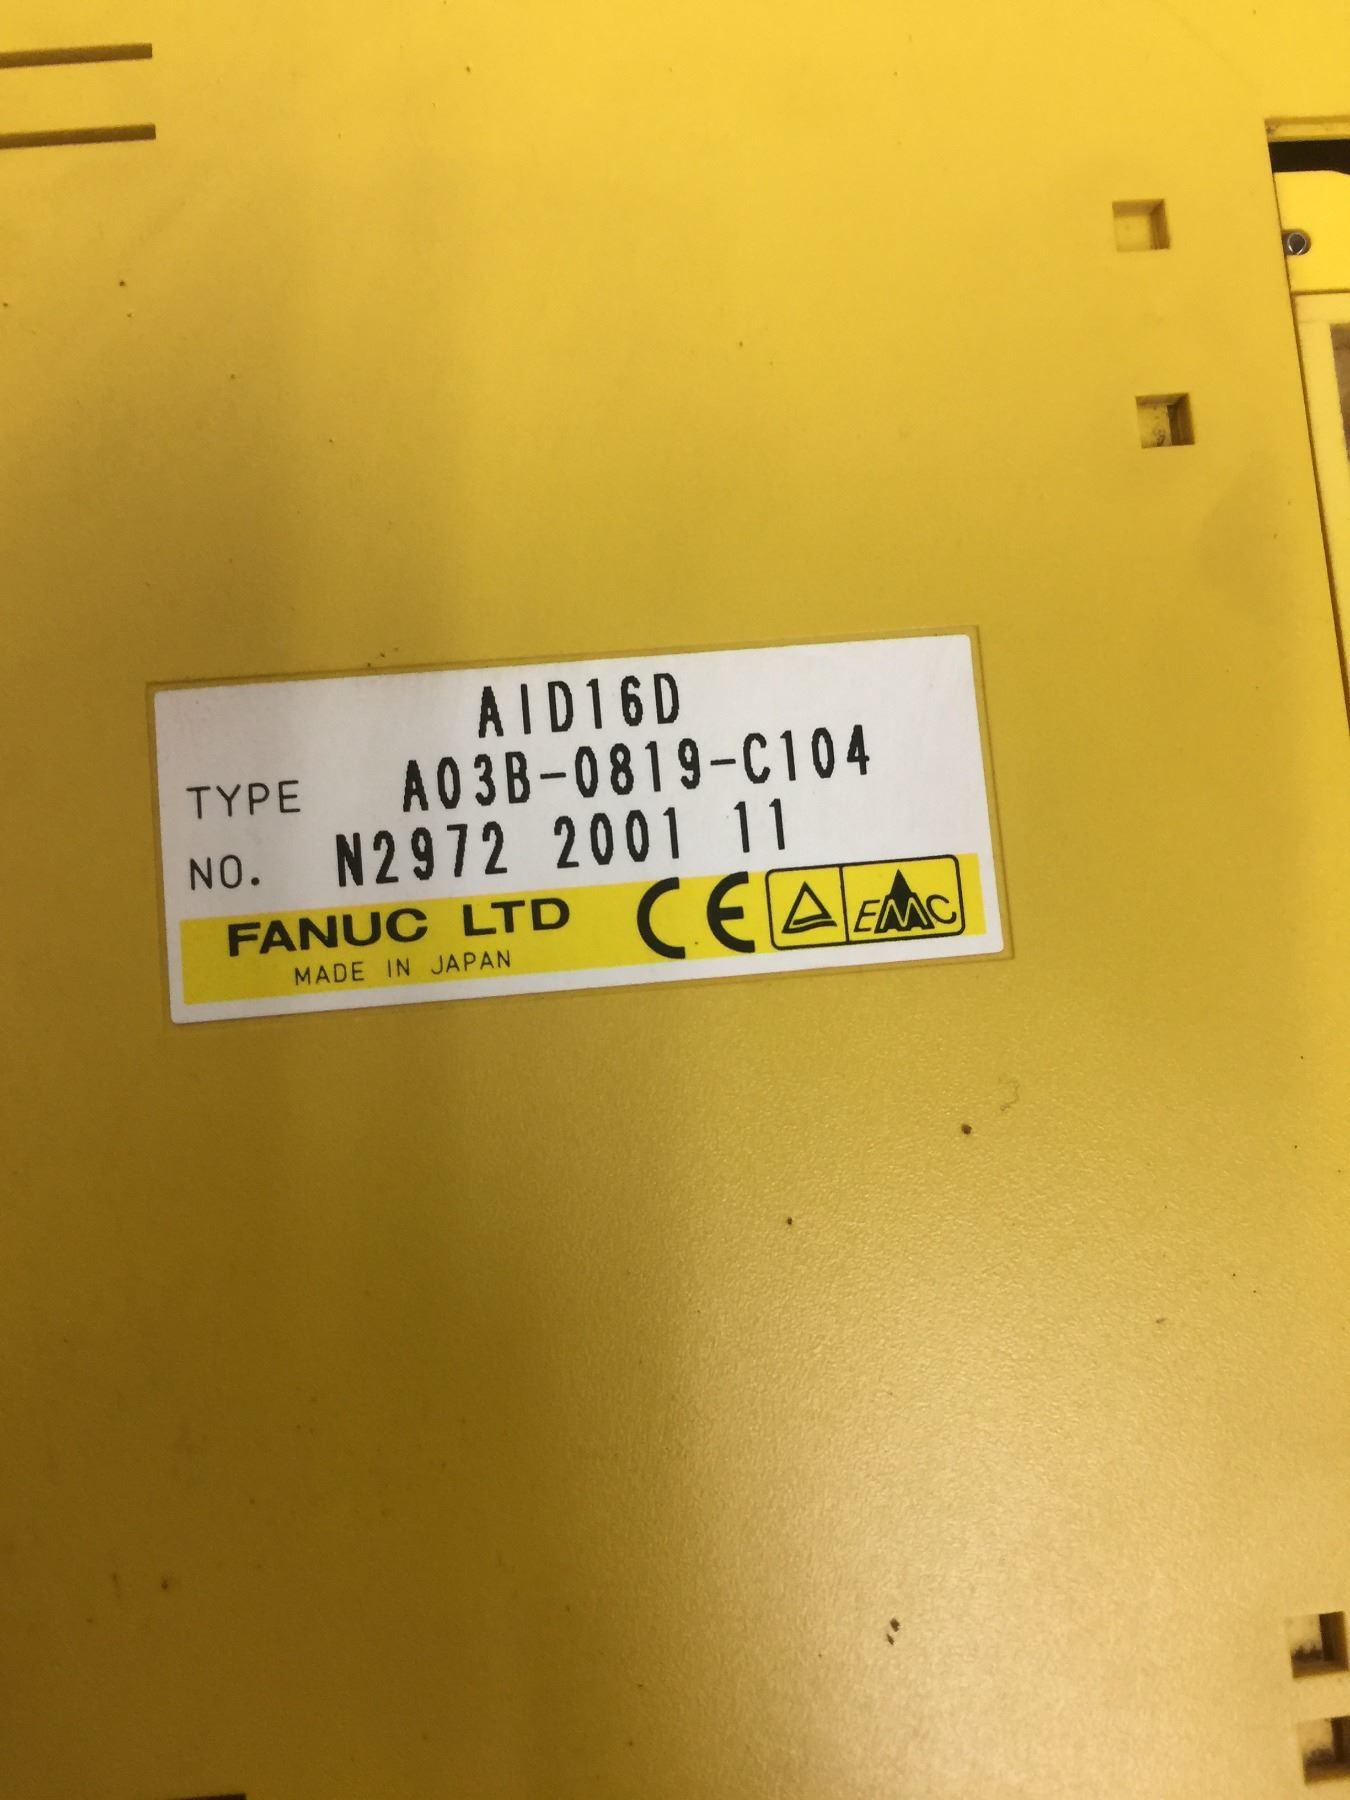 AID16D
TYPE A03B-0819-C104
NO. N2972 2001 11
FANUC LTD CE EMC
MADE IN JAPAN